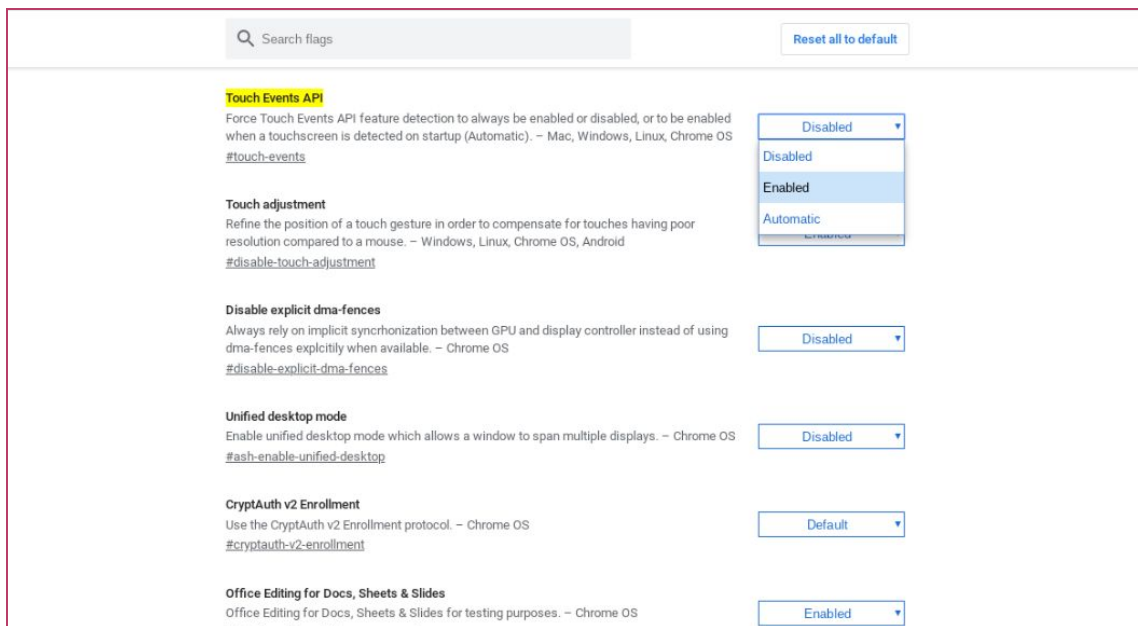 Search flags
Reset all to default
Touch Events API
Force Touch Events API feature detection to always be enabled or disabled, or to be enabled
when a touchscreen is detected on startup (Automatic). – Mac, Windows, Linux, Chrome OS
#touch-events
Disabled
Disabled
Enabled
Automatic
Touch adjustment
Refine the position of a touch gesture in order to compensate for touches having poor
resolution compared to a mouse. – Windows, Linux, Chrome OS, Android
#disable-touch-adjustment
Enabled
Disable explicit dma-fences
Always rely on implicit syncrhonization between GPU and display controller instead of using
dma-fences explcitily when available. – Chrome OS
#disable-explicit-dma-fences
Disabled
Unified desktop mode
Enable unified desktop mode which allows a window to span multiple displays. – Chrome OS
#ash-enable-unified-desktop
Disabled
CryptAuth v2 Enrollment
Use the CryptAuth v2 Enrollment protocol. – Chrome OS
#cryptauth-v2-enrollment
Default
Office Editing for Docs, Sheets & Slides
Office Editing for Docs, Sheets & Slides for testing purposes. – Chrome OS
Enabled